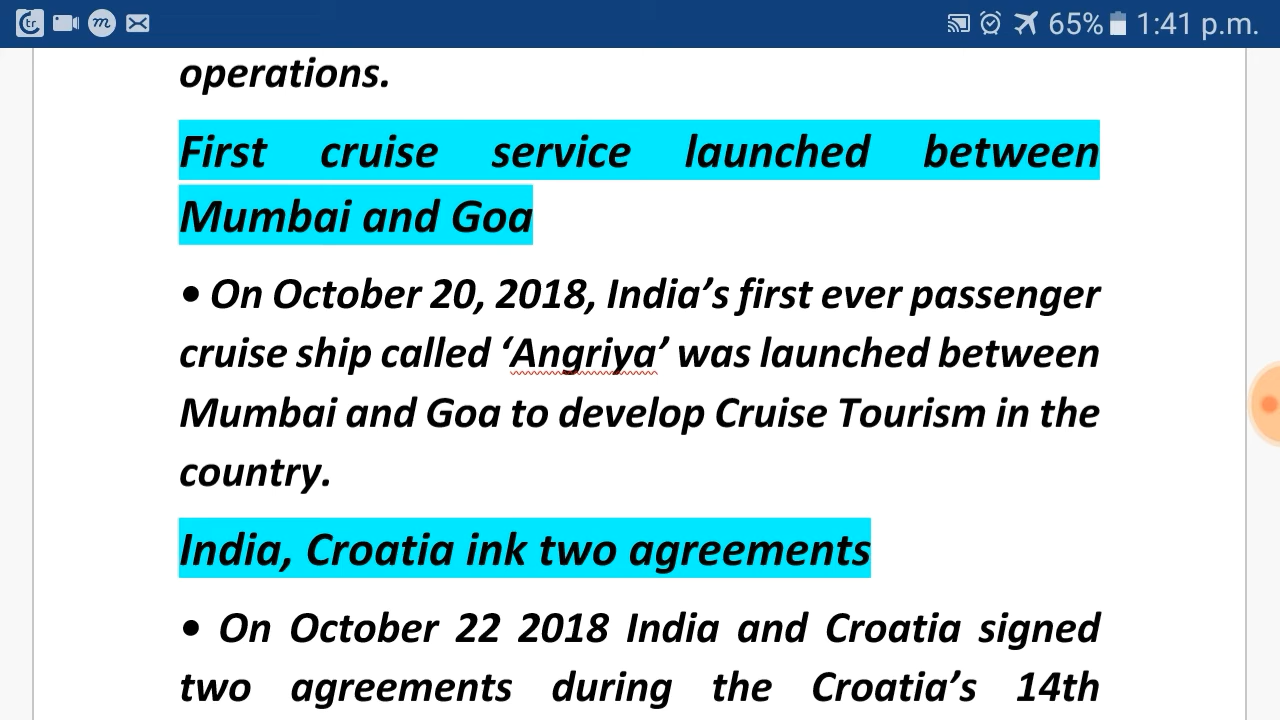 65% 1:41 p.m.
operations.
First cruise service launched between
Mumbai and Goa
• On October 20, 2018, India’s first ever passenger
cruise ship called ‘Angriya’ was launched between
Mumbai and Goa to develop Cruise Tourism in the
country.
India, Croatia ink two agreements
• On October 22 2018 India and Croatia signed
two agreements during the Croatia’s 14th